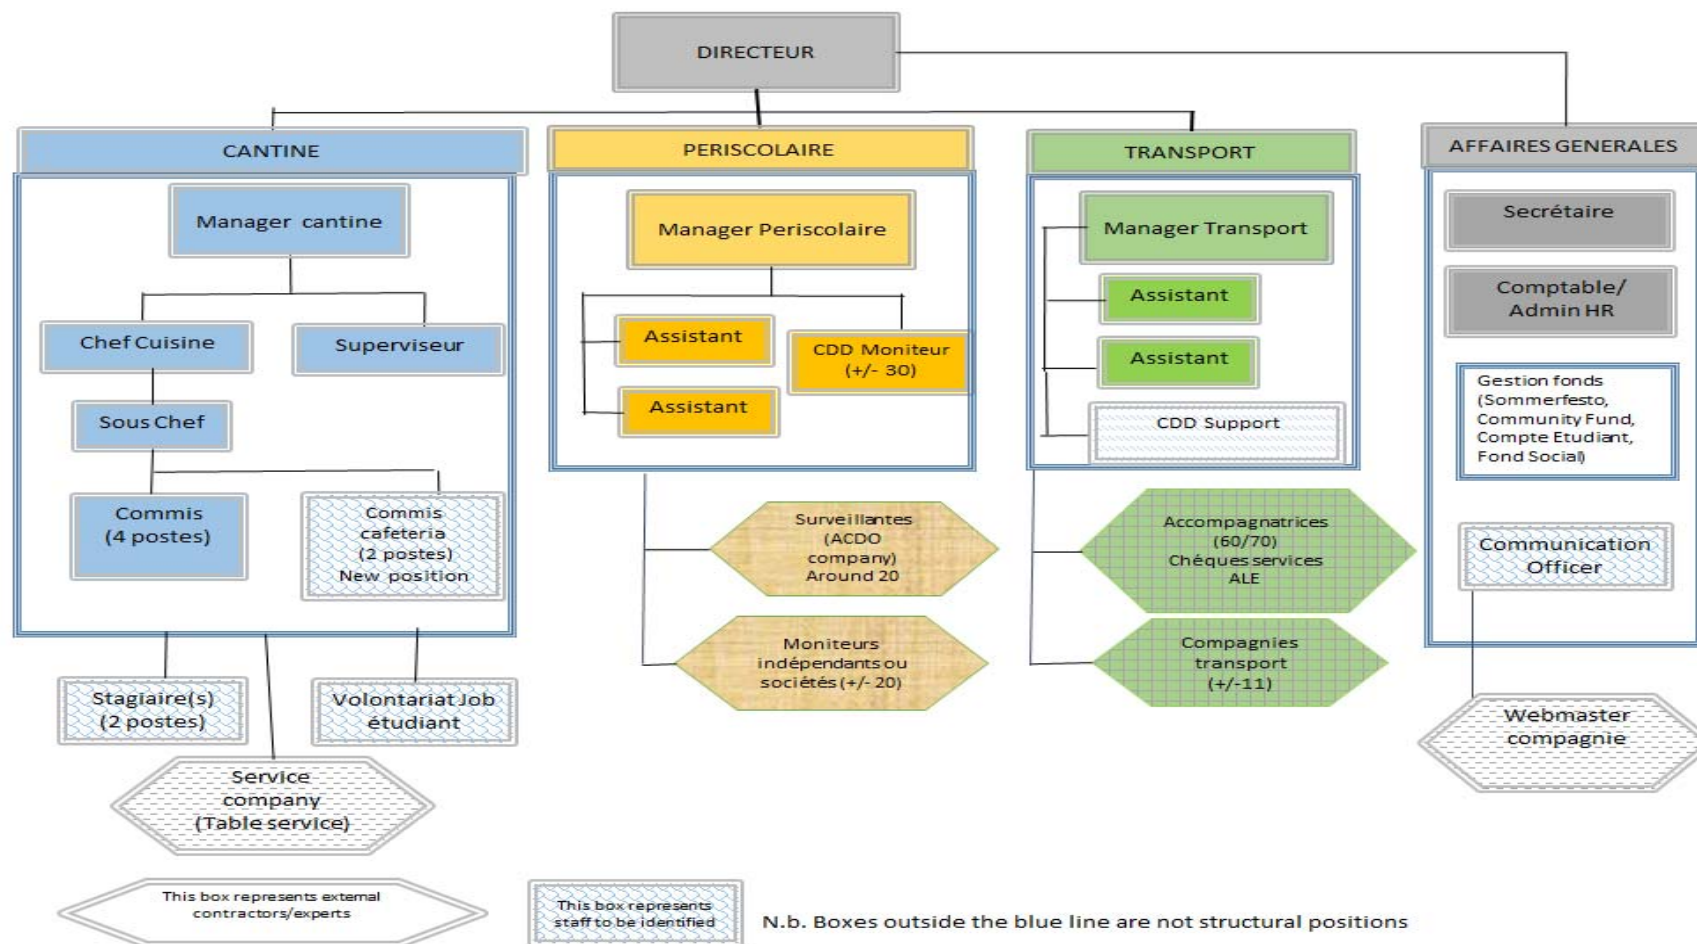 DIRECTEUR
CANTINE
PERISCOLAIRE
TRANSPORT
AFFAIRES GENERALES
Manager cantine
Chef Cuisine
Superviseur
Sous Chef
Commis
(4 postes)
Commis
cafeteria
(2 postes)
New position
Stagiaire(s)
(2 postes)
Volontariat Job
étudiant
Service
company
(Table service)
Manager Periscolaire
Assistant
CDD Moniteur
(+/- 30)
Assistant
Surveillantes
(ACDO
company)
Around 20
Moniteurs
indépendants ou
sociétés (+/- 20)
Manager Transport
Assistant
Assistant
CDD Support
Accompagnatrices
(60/70)
Chéques services
ALE
Compagnies
transport
(+/-11)
Secrétaire
Comptable/
Admin HR
Gestion fonds
(Sommerfesto,
Community Fund,
Compte Etudiant,
Fond Social)
Communication
Officer
Webmaster
compagnie
This box represents external
contractors/experts
This box represents
staff to be identified
N.b. Boxes outside the blue line are not structural positions